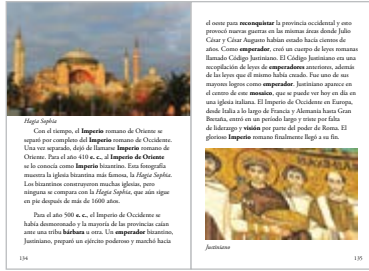 Hagia Sophia
Con el tiempo, el Imperio romano de Oriente se
separó por completo del Imperio romano de Occidente.
Una vez separado, dejó de llamarse Imperio romano de
Oriente. Para el año 410 e. c., al Imperio de Oriente
se lo conocía como Imperio bizantino. Esta fotografía
muestra la iglesia bizantina más famosa, la Hagia Sophia.
Los bizantinos construyeron muchas iglesias, pero
ninguna se compara con la Hagia Sophia, que aún sigue
en pie después de más de 1600 años.
Para el año 500 e. c., el Imperio de Occidente se
había desmoronado y la mayoría de las provincias caían
ante una tribu bárbara u otra. Un emperador bizantino,
Justiniano, preparó un ejército poderoso y marchó hacia
134
el oeste para reconquistar la provincia occidental y esto
provocó nuevas guerras en las mismas áreas donde Julio
César y César Augusto habían estado hacía cientos de
años. Como emperador, creó un cuerpo de leyes romanas
llamado Código Justiniano. El Código Justiniano era una
recopilación de leyes de emperadores anteriores, además
de las leyes que él mismo había creado. Fue uno de sus
mayores logros como emperador. Justiniano aparece en
el centro de este mosaico, que se puede ver hoy en día en
una iglesia italiana. El Imperio de Occidente en Europa,
desde Italia a lo largo de Francia y Alemania hasta Gran
Bretaña, entró en un período largo y triste por falta
de liderazgo y visión por parte del poder de Roma. El
glorioso Imperio romano finalmente llegó a su fin.
Justiniano
135